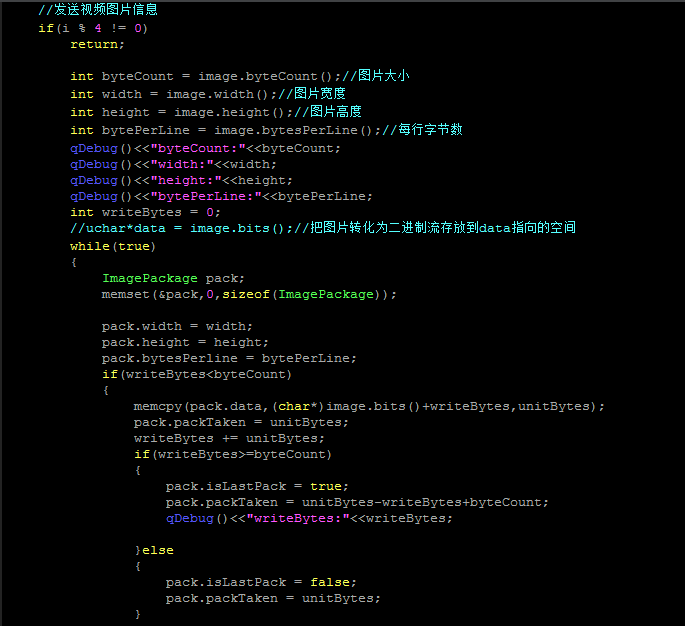 //发送视频图片信息
if(i % 4 != 0)
    return;

    int byteCount = image.byteCount();//图片大小
    int width = image.width();//图片宽度
    int height = image.height();//图片高度
    int bytePerLine = image.bytesPerLine();//每行字节数
    qDebug()<<"byteCount:"<<byteCount;
    qDebug()<<"width:"<<width;
    qDebug()<<"height:"<<height;
    qDebug()<<"bytePerLine:"<<bytePerLine;
    int writeBytes = 0;
    //uchar*data = image.bits();//把图片转化为二进制流存放到data指向的空间
    while(true)
    {
        ImagePackage pack;
        memset(&pack,0,sizeof(ImagePackage));

        pack.width = width;
        pack.height = height;
        pack.bytesPerline = bytePerLine;
        if(writeBytes<byteCount)
        {
            memcpy(pack.data,(char*)image.bits()+writeBytes,unitBytes);
            pack.packTaken = unitBytes;
            writeBytes += unitBytes;
            if(writeBytes>=byteCount)
            {
                pack.isLastPack = true;
                pack.packTaken = unitBytes-writeBytes+byteCount;
                qDebug()<<"writeBytes:"<<writeBytes;

            }else
            {
                pack.isLastPack = false;
                pack.packTaken = unitBytes;
            }